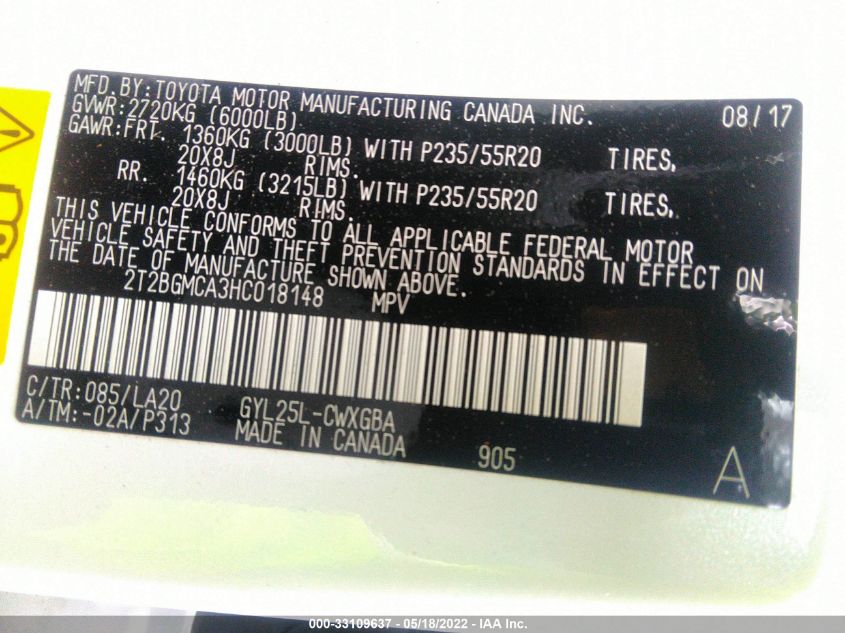 MFD.BY:TOYOTA MOTOR MANUFACTURING CANADA INC. 08/17
GVWR:2720KG (6000LB)
GAWR:FRT. 1360KG (3000LB) WITH P235/55R20 TIRES,
20X8J RIMS.
RR. 1460KG (3215LB) WITH P235/55R20 TIRES,
20X8J RIMS.
THIS VEHICLE CONFORMS TO ALL APPLICABLE FEDERAL MOTOR
VEHICLE SAFETY AND THEFT PREVENTION STANDARDS IN EFFECT ON
THE DATE OF MANUFACTURE SHOWN ABOVE.
2T2BGMCA3HC018148 MPV
C/TR:085/LA20 GYL25L-CWXGBA
A/TM:-02A/P313 MADE IN CANADA 905 A
000-33109637 - 05/18/2022 - IAA Inc.